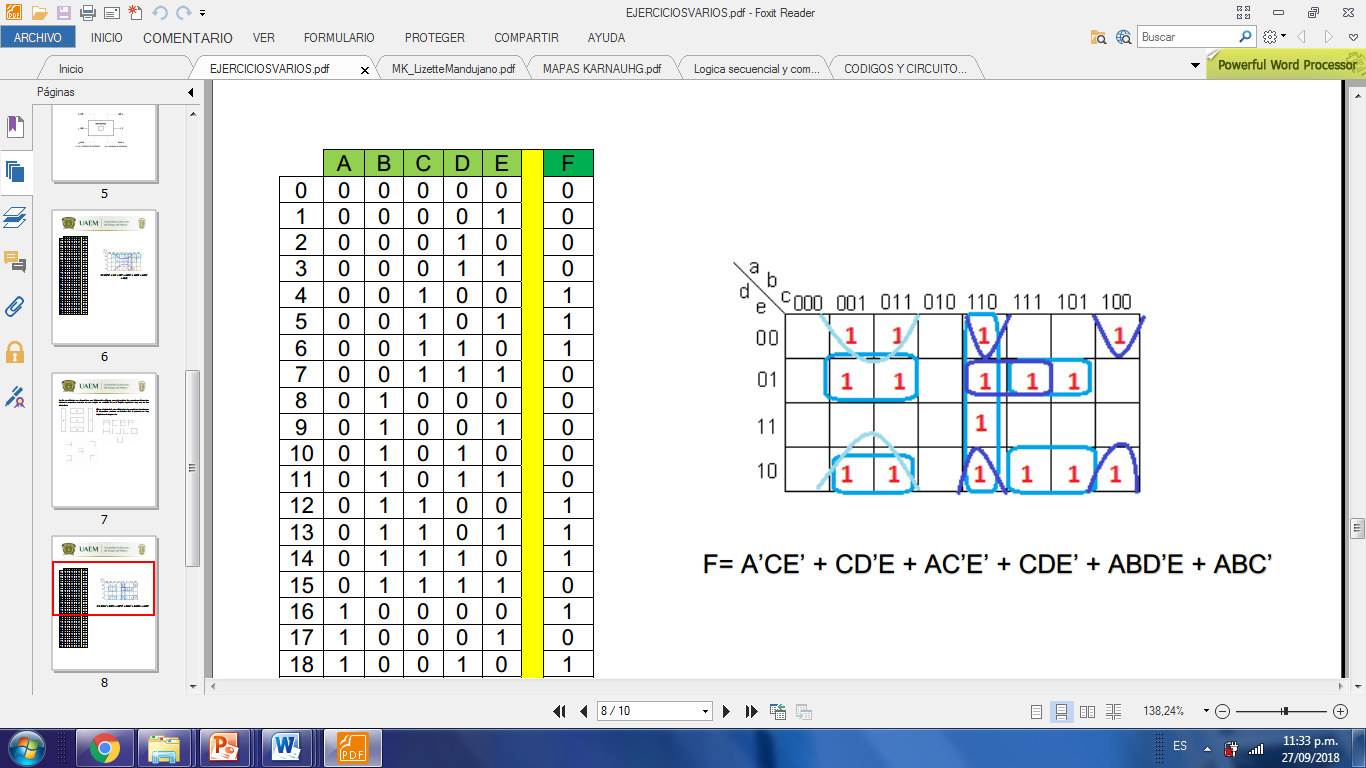 EJERCICIOSVARIOS.pdf - Foxit Reader
ARCHIVO INICIO COMENTARIO VER FORMULARIO PROTEGER COMPARTIR AYUDA
Buscar
Inicio EJERCICIOSVARIOS.pdf MK_LizetteMandujano.pdf MAPAS KARNAUHG.pdf Logica secuencial y com... CODIGOS Y CIRCUITO...
Powerful Word Processor
Páginas
5
UAEM
6
UAEM
7
UAEM
8
A B C D E F
0 0 0 0 0 0 0
1 0 0 0 0 1 0
2 0 0 0 1 0 0
3 0 0 0 1 1 0
4 0 0 1 0 0 1
5 0 0 1 0 1 1
6 0 0 1 1 0 1
7 0 0 1 1 1 0
8 0 1 0 0 0 0
9 0 1 0 0 1 0
10 0 1 0 1 0 0
11 0 1 0 1 1 0
12 0 1 1 0 0 1
13 0 1 1 0 1 1
14 0 1 1 1 0 1
15 0 1 1 1 1 0
16 1 0 0 0 0 1
17 1 0 0 0 1 0
18 1 0 0 1 0 1
a b c
d e
000 001 011 010 110 111 101 100
00 1 1 1 1
01 1 1 1 1 1
11 1
10 1 1 1 1 1 1
F= A’CE’ + CD’E + AC’E’ + CDE’ + ABD’E + ABC’
8 / 10
138,24%
ES
11:33 p.m.
27/09/2018